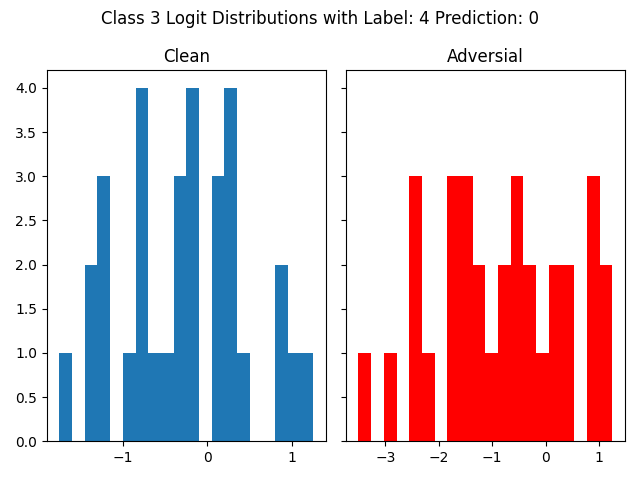 Class 3 Logit Distributions with Label: 4 Prediction: 0
Clean
Adversial
4.0
3.5
3.0
2.5
2.0
1.5
1.0
0.5
0.0
−1 0 1
−3 −2 −1 0 1